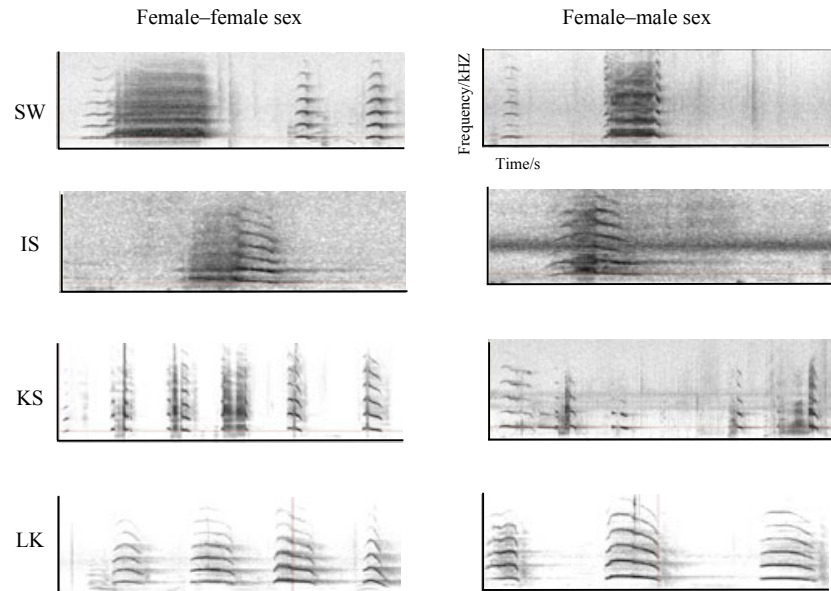 Female–female sex
Female–male sex
SW
Frequency/kHZ
Time/s
IS
KS
LK